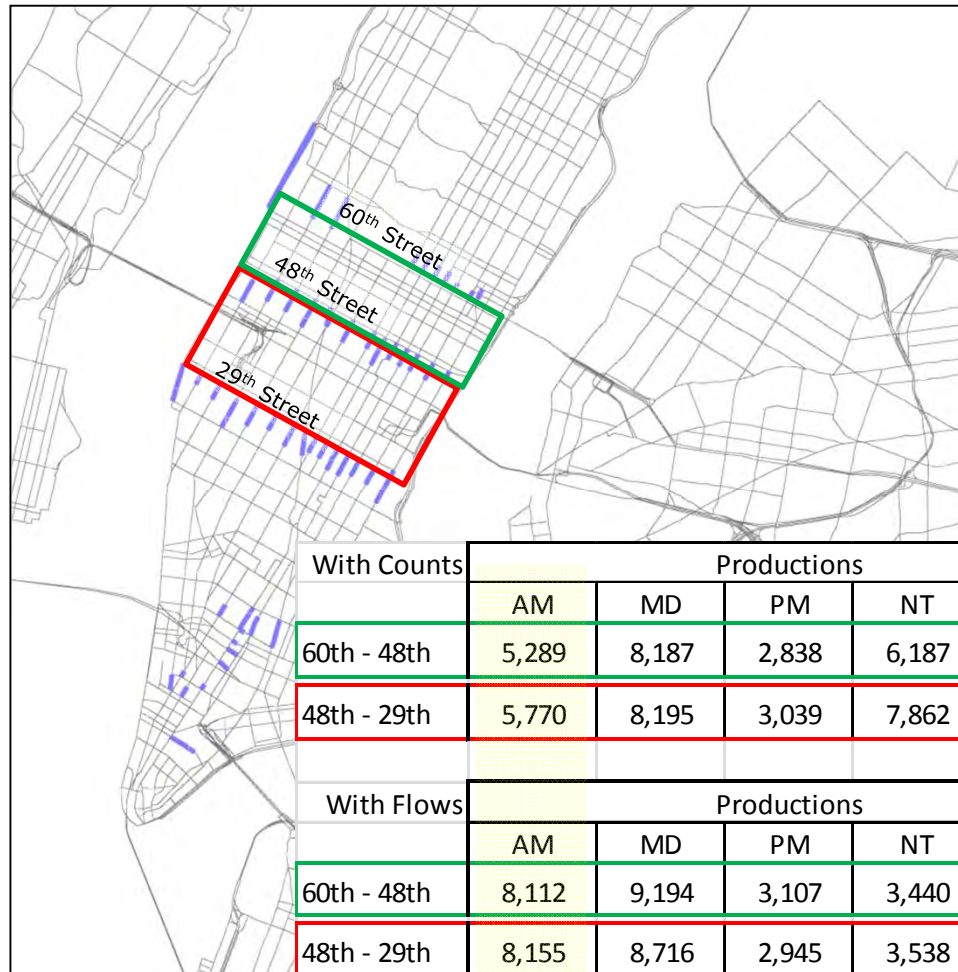 60th Street
48th Street
29th Street
With Counts Productions
AM MD PM NT
60th - 48th 5,289 8,187 2,838 6,187
48th - 29th 5,770 8,195 3,039 7,862
With Flows Productions
AM MD PM NT
60th - 48th 8,112 9,194 3,107 3,440
48th - 29th 8,155 8,716 2,945 3,538